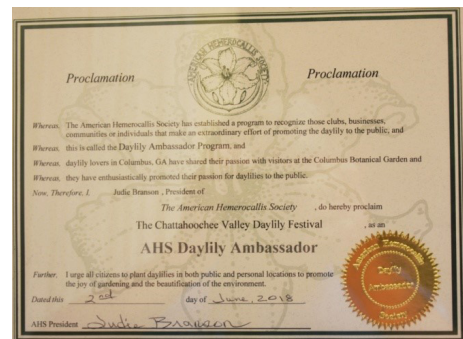 AMERICAN HEMEROCALLIS SOCIETY
Proclamation
Proclamation
Whereas, The American Hemerocallis Society has established a program to recognize those clubs, businesses,
communities or individuals that make an extraordinary effort of promoting the daylily to the public, and
Whereas, this is called the Daylily Ambassador Program, and
Whereas, daylily lovers in Columbus, GA have shared their passion with visitors at the Columbus Botanical Garden and
Whereas, they have enthusiastically promoted their passion for daylilies to the public.
Now, Therefore, I, Judie Branson , President of
The American Hemerocallis Society , do hereby proclaim
The Chattahoochee Valley Daylily Festival , as an
AHS Daylily Ambassador
Further, I urge all citizens to plant daylilies in both public and personal locations to promote
the joy of gardening and the beautification of the environment.
Dated this 2nd day of June, 2018
AHS President Judie Branson
American Hemerocallis
Daylily
Ambassador
Society